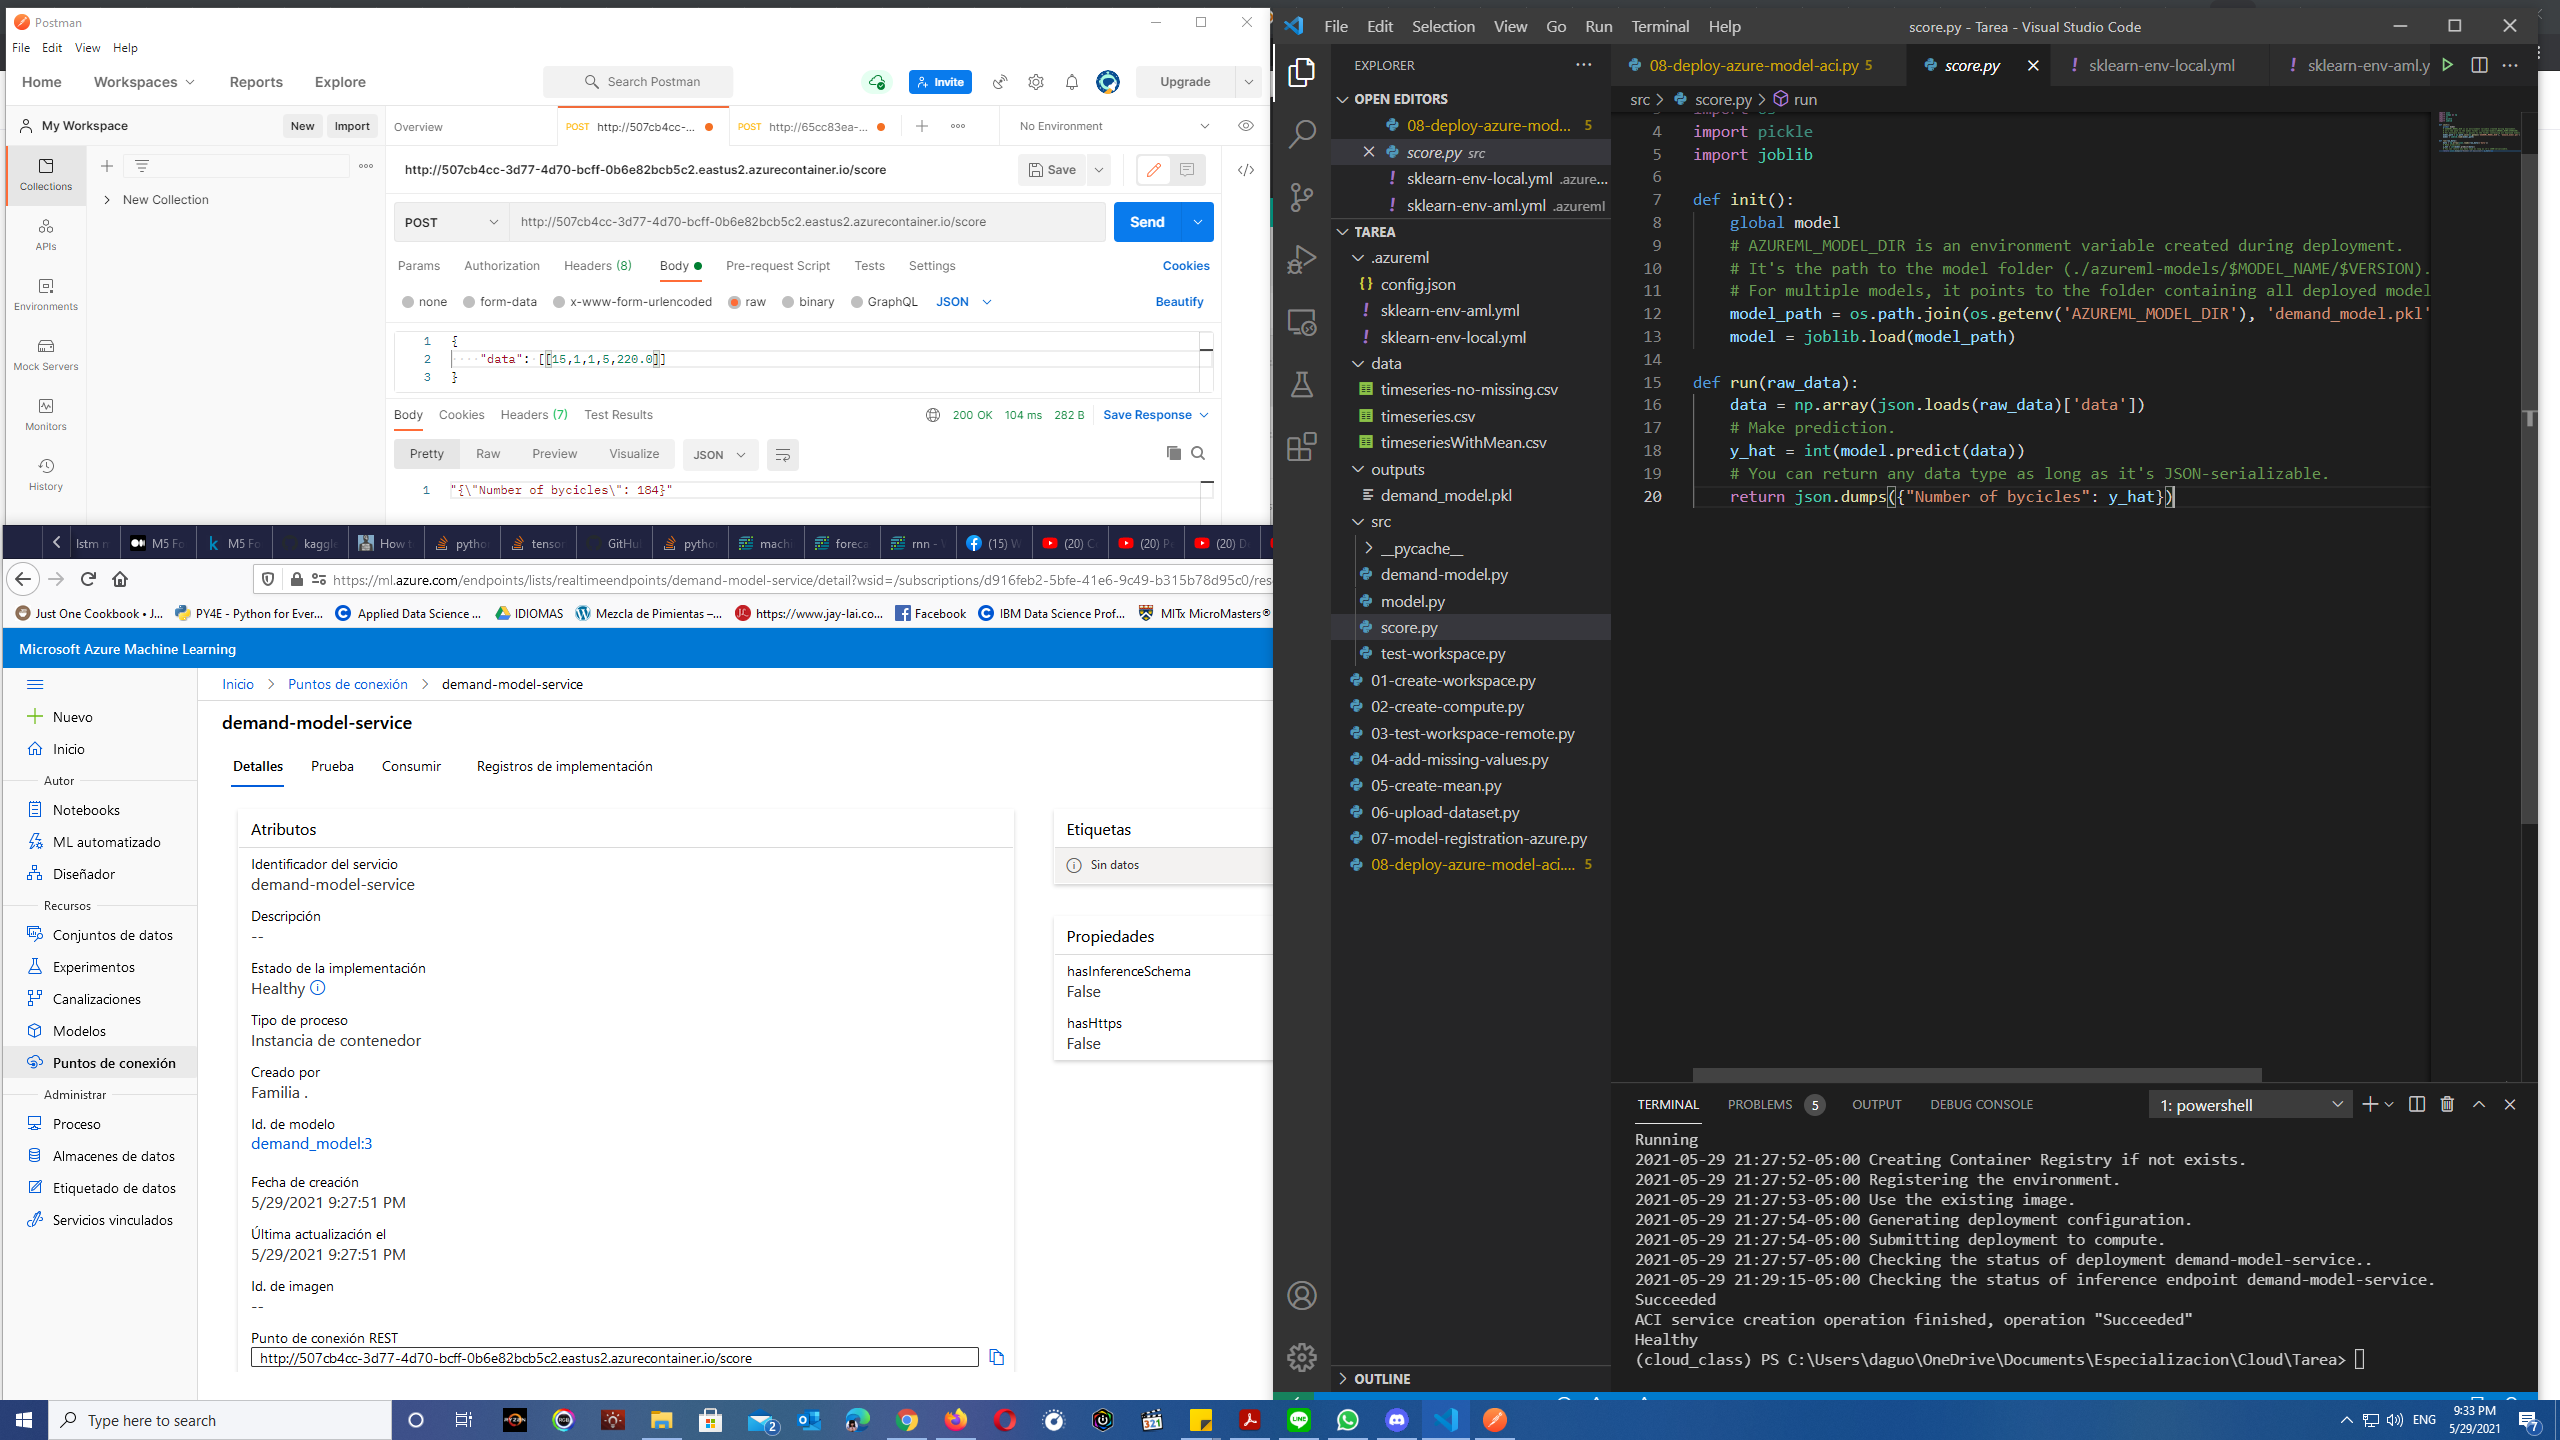 Postman
File Edit View Help
Home Workspaces Reports Explore
Search Postman
Invite
Upgrade
My Workspace
New Import
Overview
POST http://507cb4cc-...
POST http://65cc83ea-...
No Environment
Collections
APIs
Environments
Mock Servers
Monitors
History
New Collection
http://507cb4cc-3d77-4d70-bcff-0b6e82bcb5c2.eastus2.azurecontainer.io/score
Save
POST http://507cb4cc-3d77-4d70-bcff-0b6e82bcb5c2.eastus2.azurecontainer.io/score
Send
Params Authorization Headers (8) Body Pre-request Script Tests Settings Cookies
none form-data x-www-form-urlencoded raw binary GraphQL JSON Beautify
1 {
2 "data": [[15,1,1,5,220.0]]
3 }
Body Cookies Headers (7) Test Results 200 OK 104 ms 282 B Save Response
Pretty Raw Preview Visualize JSON
1 "{\"Number of bycicles\": 184}"
lstm M5 Fo M5 Fo kaggle How t python tensor GitHu python machi foreca rnn - (15) W (20) C (20) P (20) D
https://ml.azure.com/endpoints/lists/realtimeendpoints/demand-model-service/detail?wsid=/subscriptions/d916feb2-5bfe-41e6-9c49-b315b78d95c0/reso
Just One Cookbook • J... PY4E - Python for Ever... Applied Data Science ... IDIOMAS Mezcla de Pimientas –... https://www.jay-lai.co... Facebook IBM Data Science Prof... MITx MicroMasters®
Microsoft Azure Machine Learning
Nuevo
Inicio
Autor
Notebooks
ML automatizado
Diseñador
Recursos
Conjuntos de datos
Experimentos
Canalizaciones
Modelos
Puntos de conexión
Administrar
Proceso
Almacenes de datos
Etiquetado de datos
Servicios vinculados
Inicio > Puntos de conexión > demand-model-service
demand-model-service
Detalles Prueba Consumir Registros de implementación
Atributos
Identificador del servicio
demand-model-service
Descripción
--
Estado de la implementación
Healthy
Tipo de proceso
Instancia de contenedor
Creado por
Familia .
Id. de modelo
demand_model:3
Fecha de creación
5/29/2021 9:27:51 PM
Última actualización el
5/29/2021 9:27:51 PM
Id. de imagen
--
Punto de conexión REST
http://507cb4cc-3d77-4d70-bcff-0b6e82bcb5c2.eastus2.azurecontainer.io/score
Etiquetas
Sin datos
Propiedades
hasInferenceSchema
False
hasHttps
False
File Edit Selection View Go Run Terminal Help
score.py - Tarea - Visual Studio Code
EXPLORER
OPEN EDITORS
08-deploy-azure-mod... 5
score.py src
sklearn-env-local.yml .azure...
sklearn-env-aml.yml .azureml
TAREA
.azureml
config.json
sklearn-env-aml.yml
sklearn-env-local.yml
data
timeseries-no-missing.csv
timeseries.csv
timeseriesWithMean.csv
outputs
demand_model.pkl
src
__pycache__
demand-model.py
model.py
score.py
test-workspace.py
01-create-workspace.py
02-create-compute.py
03-test-workspace-remote.py
04-add-missing-values.py
05-create-mean.py
06-upload-dataset.py
07-model-registration-azure.py
08-deploy-azure-model-aci.... 5
OUTLINE
08-deploy-azure-model-aci.py 5 score.py sklearn-env-local.yml sklearn-env-aml.y
src > score.py > run
3 import os
4 import pickle
5 import joblib
6
7 def init():
8 global model
9 # AZUREML_MODEL_DIR is an environment variable created during deployment.
10 # It's the path to the model folder (./azureml-models/$MODEL_NAME/$VERSION).
11 # For multiple models, it points to the folder containing all deployed model
12 model_path = os.path.join(os.getenv('AZUREML_MODEL_DIR'), 'demand_model.pkl'
13 model = joblib.load(model_path)
14
15 def run(raw_data):
16 data = np.array(json.loads(raw_data)['data'])
17 # Make prediction.
18 y_hat = int(model.predict(data))
19 # You can return any data type as long as it's JSON-serializable.
20 return json.dumps({"Number of bycicles": y_hat})
TERMINAL PROBLEMS 5 OUTPUT DEBUG CONSOLE 1: powershell
Running
2021-05-29 21:27:52-05:00 Creating Container Registry if not exists.
2021-05-29 21:27:52-05:00 Registering the environment.
2021-05-29 21:27:53-05:00 Use the existing image.
2021-05-29 21:27:54-05:00 Generating deployment configuration.
2021-05-29 21:27:54-05:00 Submitting deployment to compute.
2021-05-29 21:27:57-05:00 Checking the status of deployment demand-model-service..
2021-05-29 21:29:15-05:00 Checking the status of inference endpoint demand-model-service.
Succeeded
ACI service creation operation finished, operation "Succeeded"
Healthy
(cloud_class) PS C:\Users\daguo\OneDrive\Documents\Especializacion\Cloud\Tarea>
Type here to search
2
ENG
9:33 PM
5/29/2021
7